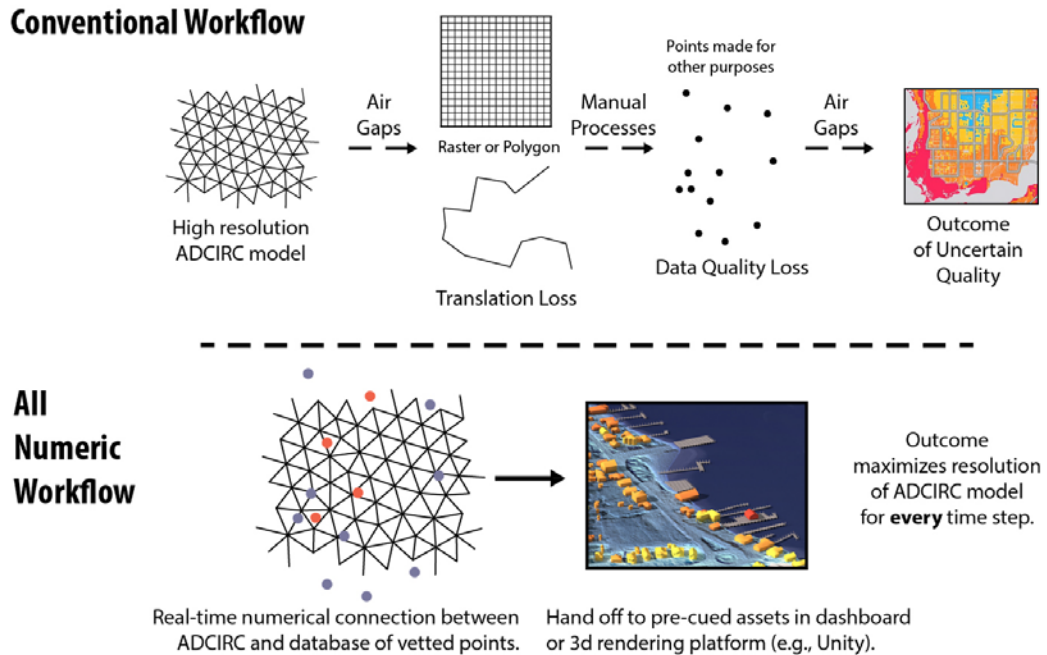 Conventional Workflow
High resolution
ADCIRC model
Air
Gaps
Raster or Polygon
Translation Loss
Manual
Processes
Points made for
other purposes
Data Quality Loss
Air
Gaps
Outcome
of Uncertain
Quality
All
Numeric
Workflow
Real-time numerical connection between
ADCIRC and database of vetted points.
Hand off to pre-cued assets in dashboard
or 3d rendering platform (e.g., Unity).
Outcome
maximizes resolution
of ADCIRC model
for every time step.